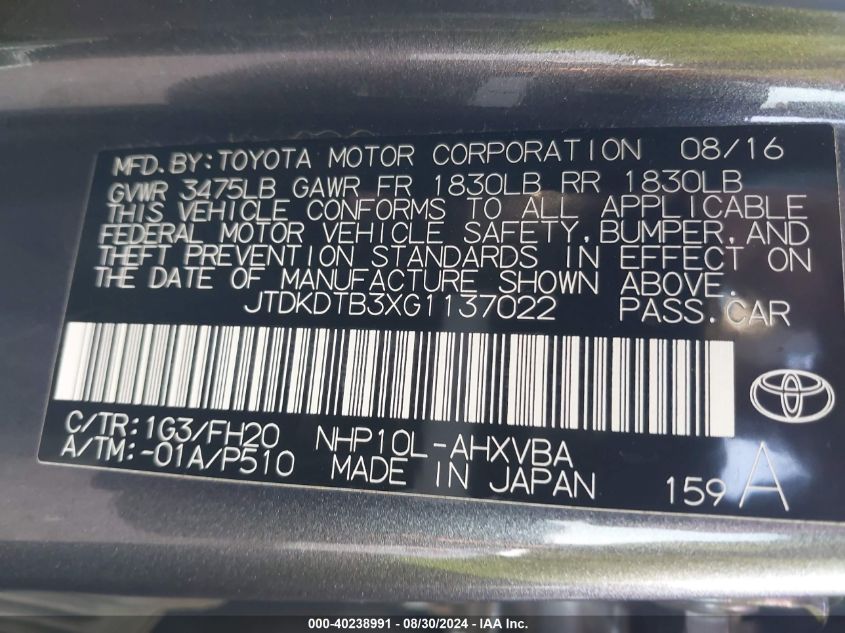 MFD.BY:TOYOTA MOTOR CORPORATION 08/16
GVWR 3475LB GAWR FR 1830LB RR 1830LB
THIS VEHICLE CONFORMS TO ALL APPLICABLE
FEDERAL MOTOR VEHICLE SAFETY,BUMPER,AND
THEFT PREVENTION STANDARDS IN EFFECT ON
THE DATE OF MANUFACTURE SHOWN ABOVE.
JTDKDTB3XG1137022 PASS.CAR
C/TR:1G3/FH20 NHP10L-AHXVBA
A/TM:-01A/P510 MADE IN JAPAN 159 A
000-40238991 - 08/30/2024 - IAA Inc.